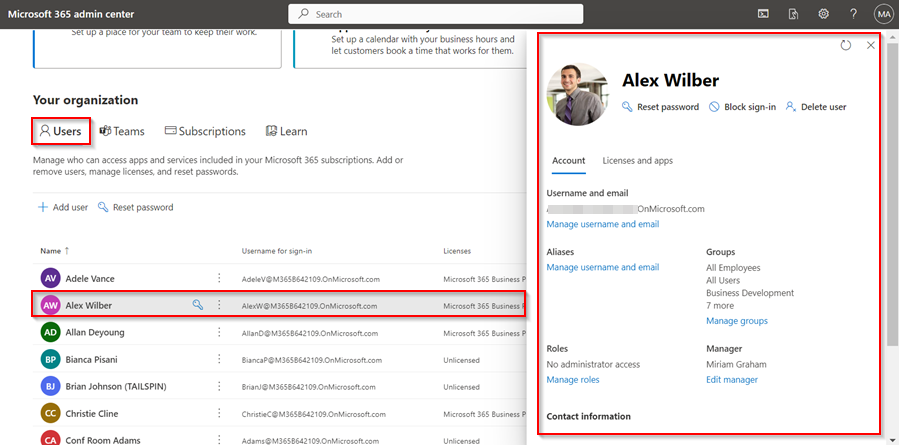 Microsoft 365 admin center
Search
MA
Set up a place for your team to keep their work.
Set up a calendar with your business hours and
let customers book a time that works for them.
Your organization
Users
Teams
Subscriptions
Learn
Manage who can access apps and services included in your Microsoft 365 subscriptions. Add or
remove users, manage licenses, and reset passwords.
Add user
Reset password
Name ↑
Username for sign-in
Licenses
AV Adele Vance
AdeleV@M365B642109.OnMicrosoft.com
Microsoft 365 Business
AW Alex Wilber
AlexW@M365B642109.OnMicrosoft.com
Microsoft 365 Business
AD Allan Deyoung
AllanD@M365B642109.OnMicrosoft.com
Microsoft 365 Business
BP Bianca Pisani
BiancaP@M365B642109.OnMicrosoft.com
Unlicensed
BJ Brian Johnson (TAILSPIN)
BrianJ@M365B642109.OnMicrosoft.com
Unlicensed
CC Christie Cline
ChristieC@M365B642109.OnMicrosoft.com
Microsoft 365 Business
CA Conf Room Adams
Adams@M365B642109.OnMicrosoft.com
Unlicensed
Alex Wilber
Reset password
Block sign-in
Delete user
Account
Licenses and apps
Username and email
OnMicrosoft.com
Manage username and email
Aliases
Manage username and email
Groups
All Employees
All Users
Business Development
7 more
Manage groups
Roles
No administrator access
Manage roles
Manager
Miriam Graham
Edit manager
Contact information